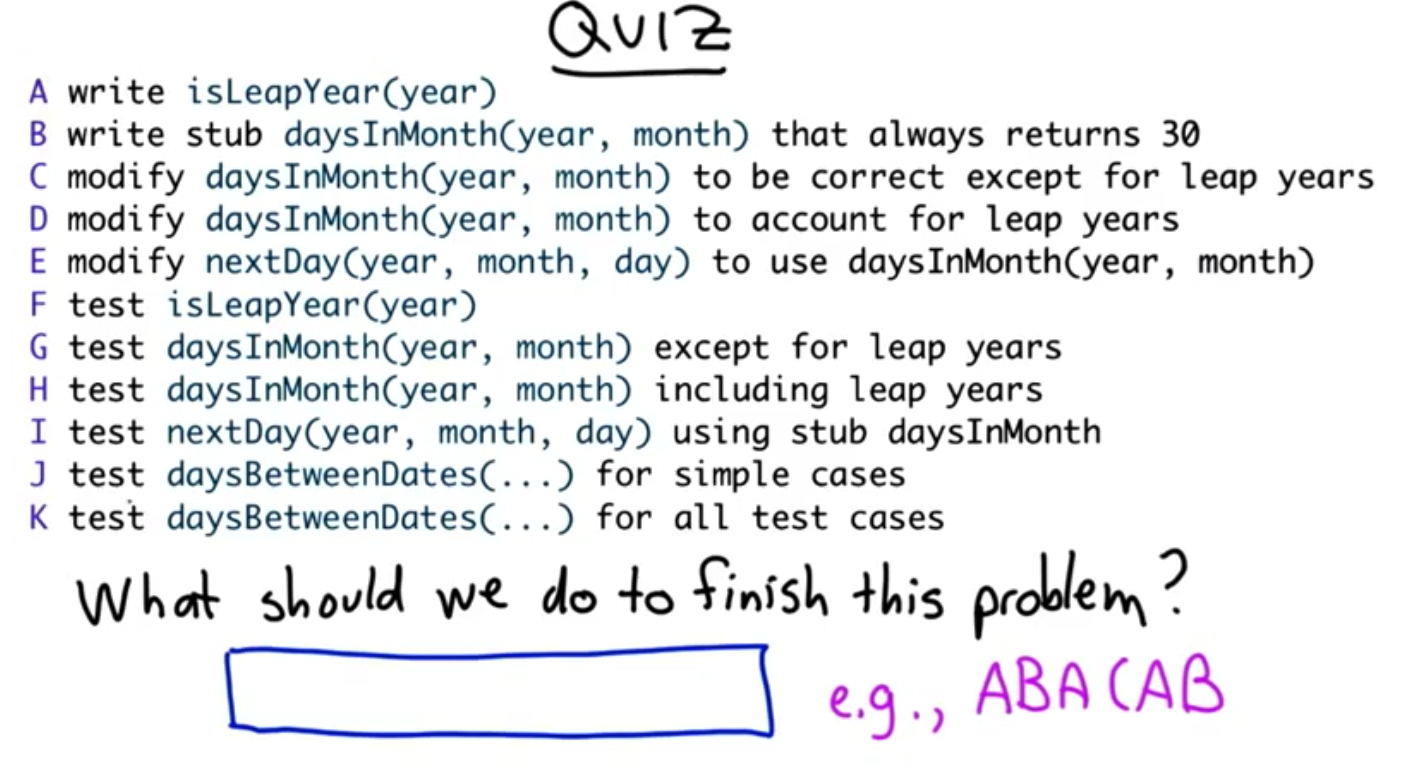 QUIZ
A write isLeapYear(year)
B write stub daysInMonth(year, month) that always returns 30
C modify daysInMonth(year, month) to be correct except for leap years
D modify daysInMonth(year, month) to account for leap years
E modify nextDay(year, month, day) to use daysInMonth(year, month)
F test isLeapYear(year)
G test daysInMonth(year, month) except for leap years
H test daysInMonth(year, month) including leap years
I test nextDay(year, month, day) using stub daysInMonth
J test daysBetweenDates(...) for simple cases
K test daysBetweenDates(...) for all test cases
What should we do to finish this problem?
e.g., ABACAB